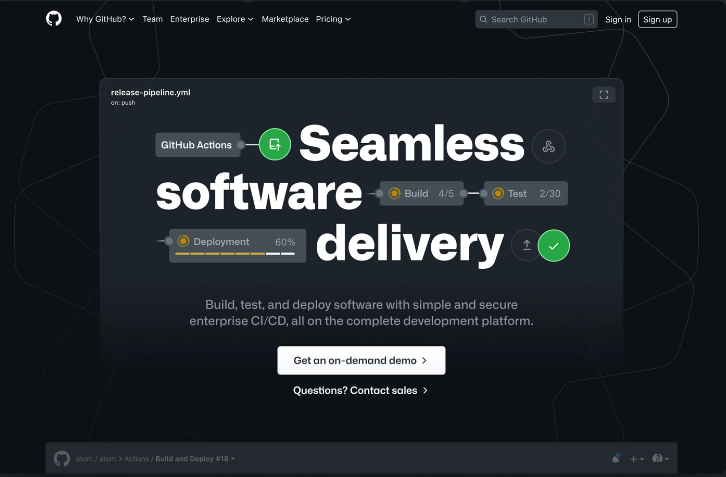 Why GitHub? Team Enterprise Explore Marketplace Pricing Search GitHub / Sign in Sign up
release-pipeline.yml
on: push
GitHub Actions Seamless
software Build 4/5 Test 2/30
Deployment 60% delivery
Build, test, and deploy software with simple and secure
enterprise CI/CD, all on the complete development platform.
Get an on-demand demo >
Questions? Contact sales >
atom / atom > Actions / Build and Deploy #18